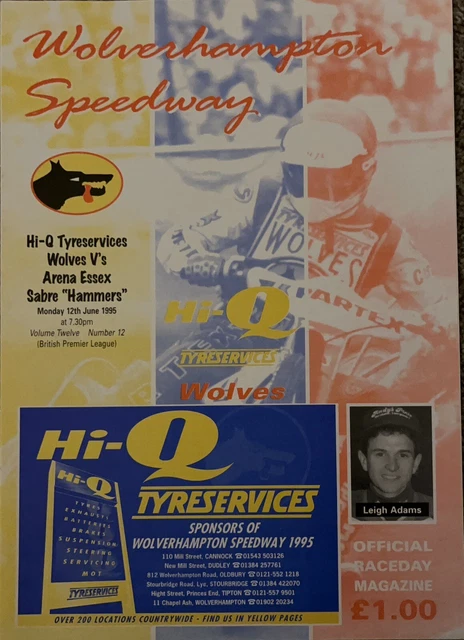 Wolverhampton
Speedway
Hi-Q Tyreservices
Wolves V's
Arena Essex
Sabre "Hammers"
Monday 12th June 1995
at 7.30pm
Volume Twelve Number 12
(British Premier League)
WOLVES
Hi-Q
TYRESERVICES
Wolves
Hi-Q
TYRESERVICES
SPONSORS OF
WOLVERHAMPTON SPEEDWAY 1995
110 Mill Street, CANNOCK ☎01543 503126
New Mill Street, DUDLEY ☎01384 257761
812 Wolverhampton Road, OLDBURY ☎0121-552 1218
Stourbridge Road, Lye, STOURBRIDGE ☎01384 422070
Hight Street, Princes End, TIPTON ☎0121-557 9501
11 Chapel Ash, WOLVERHAMPTON ☎01902 20234
OVER 200 LOCATIONS COUNTRYWIDE - FIND US IN YELLOW PAGES
Hi-Q
TYRES
EXHAUSTS
BATTERIES
BRAKES
SUSPENSION
STEERING
SERVICING
MOT
TYRESERVICES
Leigh Adams
OFFICIAL
RACEDAY
MAGAZINE
£1.00